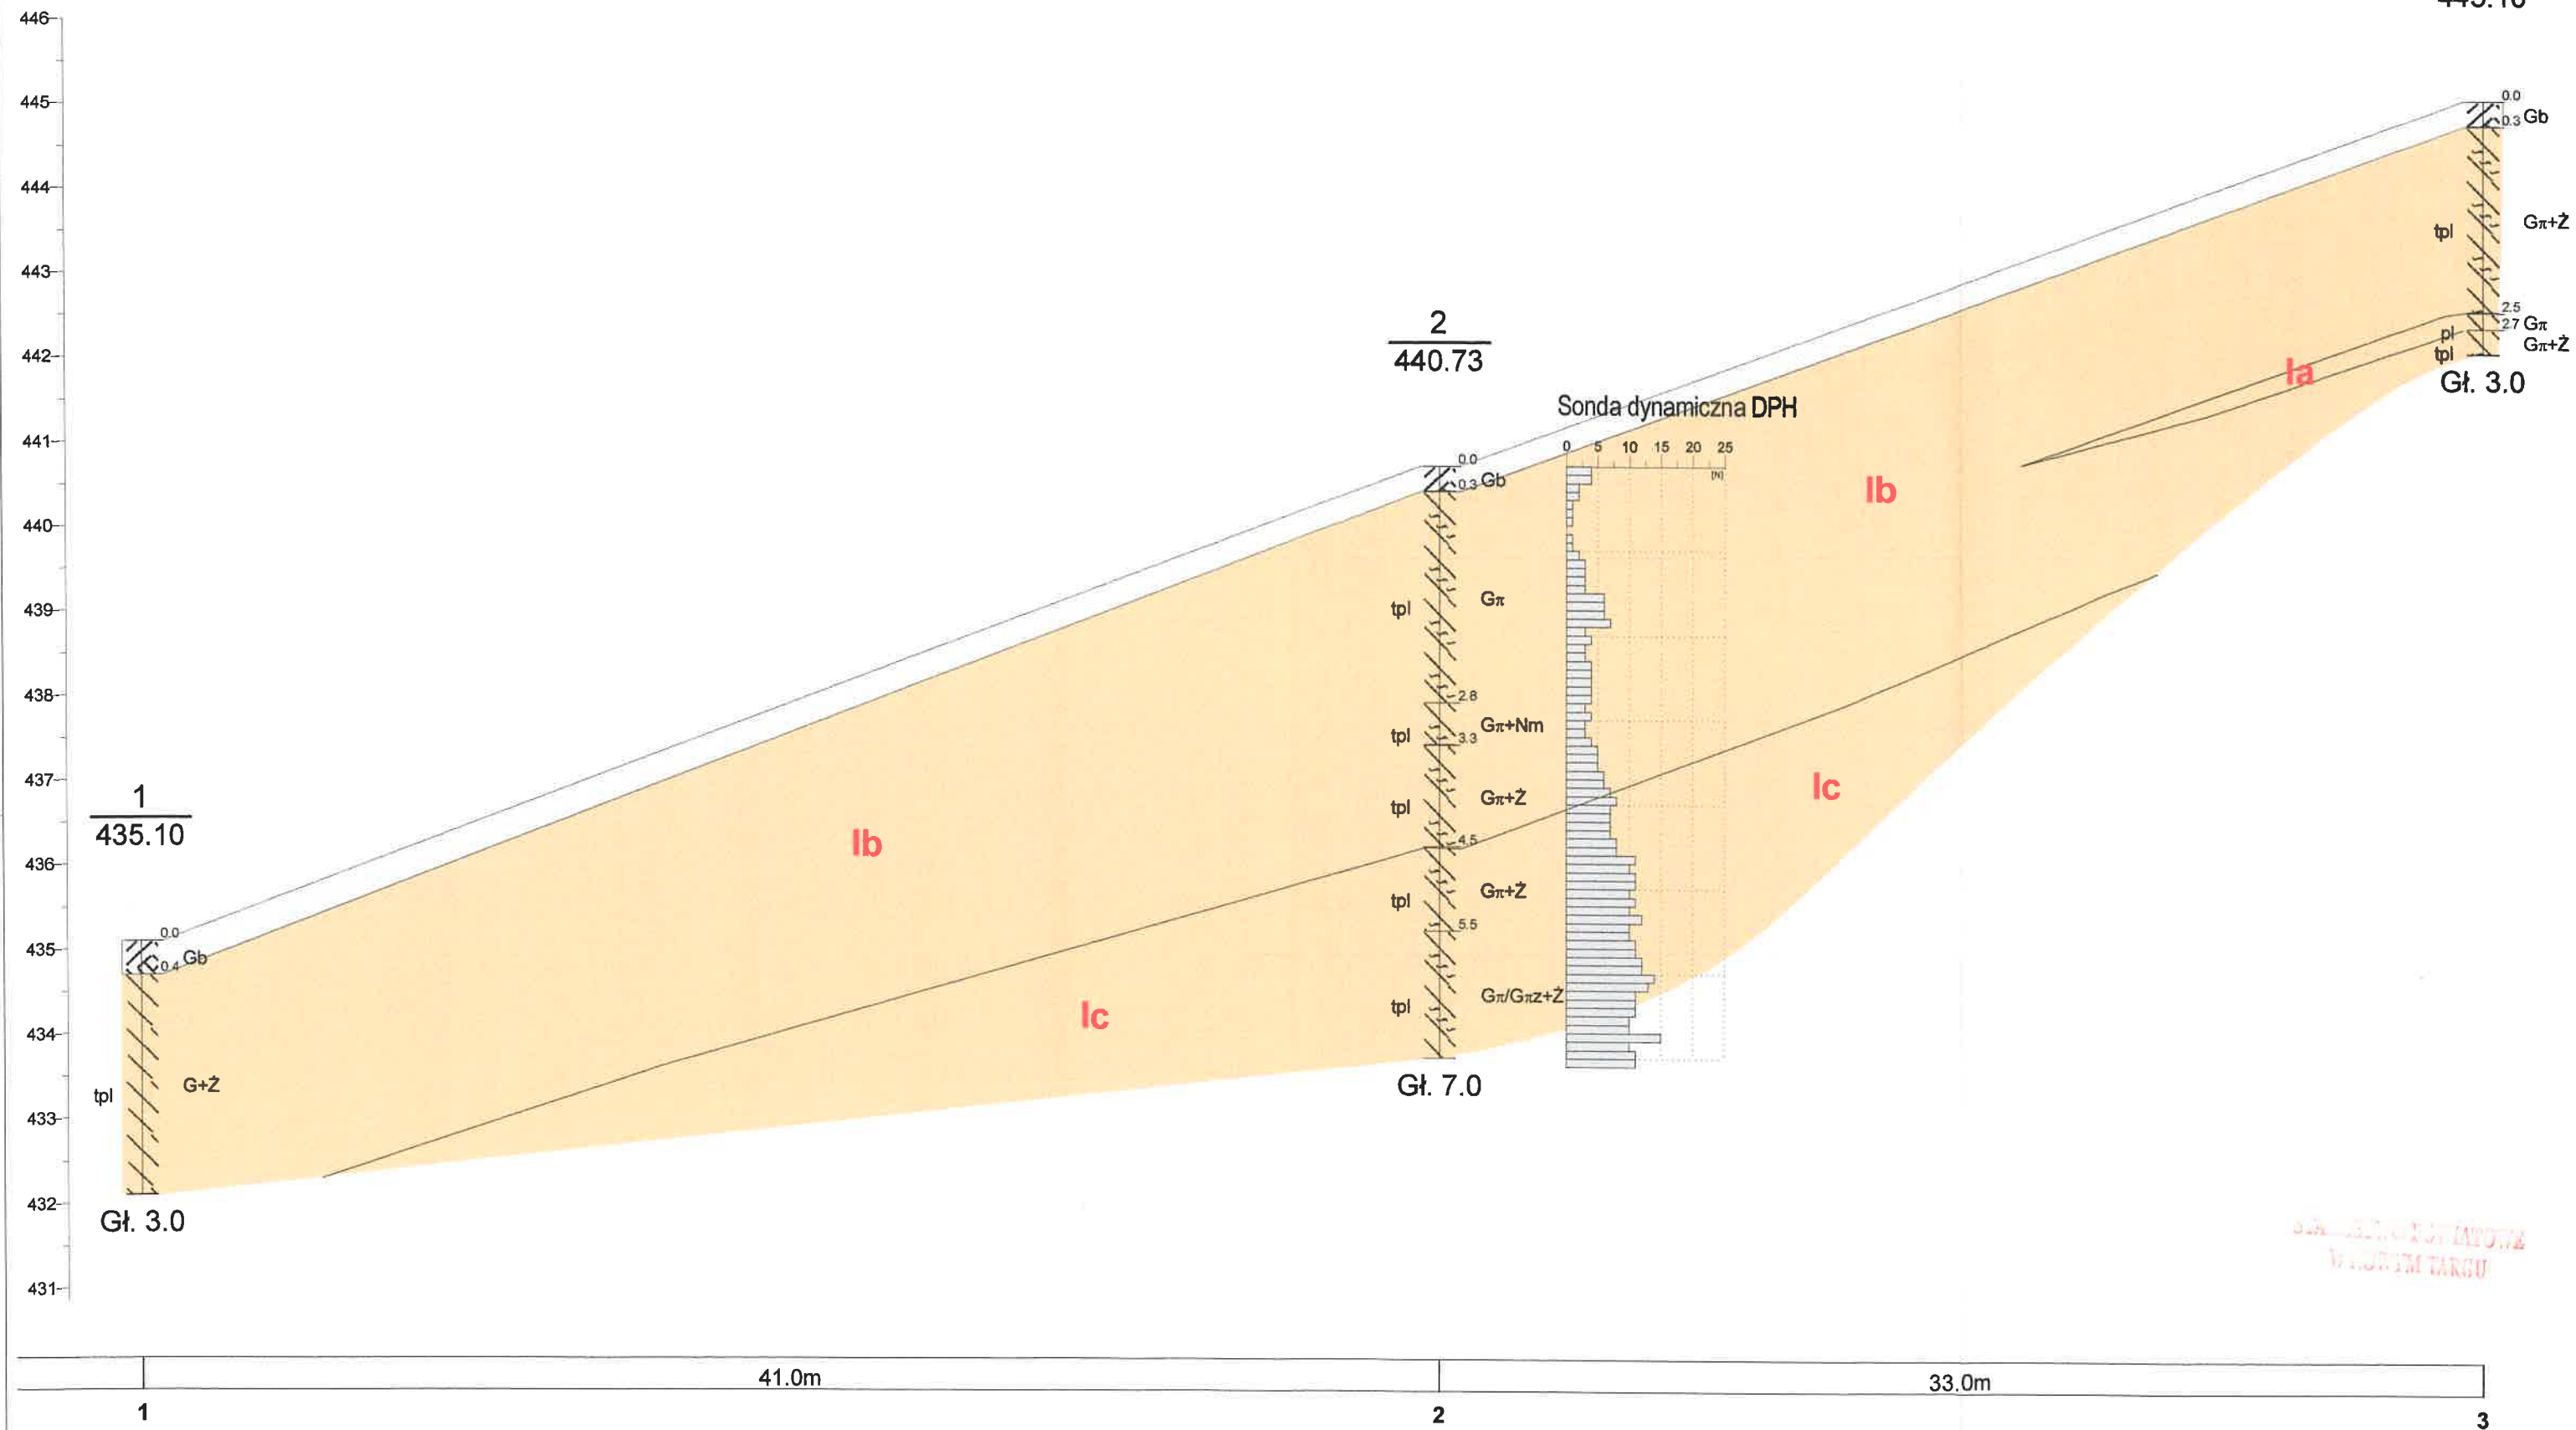 446
445
444
443
442
441
440
439
438
437
436
435
434
433
432
431
1
435.10
0.0
0.4 Gb
tpl
G+Ż
Gł. 3.0
2
440.73
0.0
0.3 Gb
tpl
Gπ
2.8
tpl
Gπ+Nm
3.3
tpl
Gπ+Ż
4.5
tpl
Gπ+Ż
5.5
tpl
Gπ/Gπz+Ż
Gł. 7.0
Sonda dynamiczna DPH
0 5 10 15 20 25
[N]
0.0
0.3 Gb
tpl
Gπ+Ż
2.5
pl
Gπ
2.7
tpl
Gπ+Ż
Gł. 3.0
Ia
Ib
Ib
Ic
Ic
TARGU
41.0m
33.0m
1
2
3